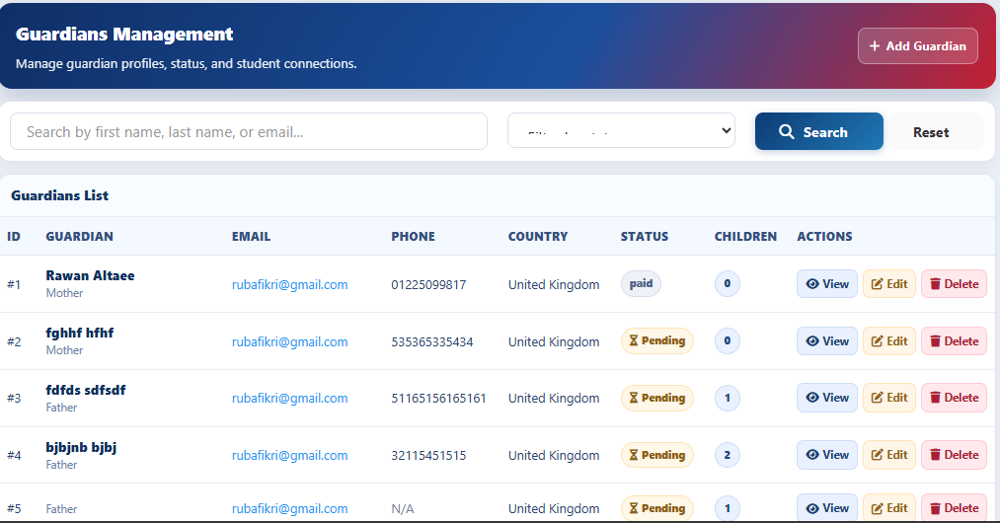 Guardians Management
Manage guardian profiles, status, and student connections.
+ Add Guardian
Search by first name, last name, or email...
Search
Reset
Guardians List
ID GUARDIAN EMAIL PHONE COUNTRY STATUS CHILDREN ACTIONS
#1 Rawan Altaee rubafikri@gmail.com 01225099817 United Kingdom paid 0 View Edit Delete
Mother
#2 fghhf hfhf rubafikri@gmail.com 535365335434 United Kingdom Pending 0 View Edit Delete
Mother
#3 fdfds sdfsdf rubafikri@gmail.com 51165156165161 United Kingdom Pending 1 View Edit Delete
Father
#4 bjbjnb bjbj rubafikri@gmail.com 32115451515 United Kingdom Pending 2 View Edit Delete
Father
#5 Father rubafikri@gmail.com N/A United Kingdom Pending 1 View Edit Delete